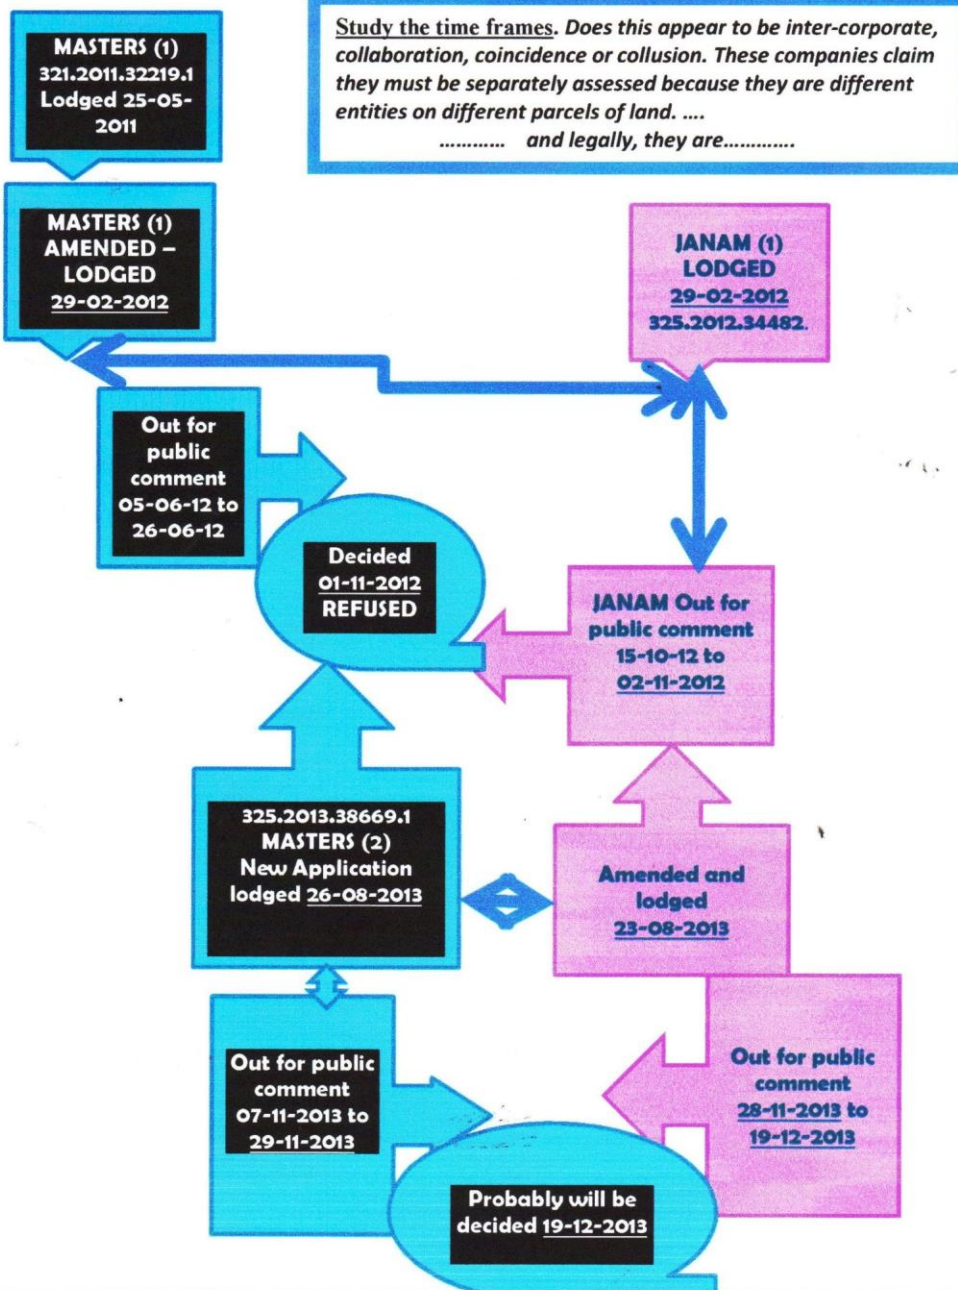 Study the time frames. Does this appear to be inter-corporate,
collaboration, coincidence or collusion. These companies claim
they must be separately assessed because they are different
entities on different parcels of land. ....
............ and legally, they are.............
MASTERS (1)
321.2011.32219.1
Lodged 25-05-
2011
MASTERS (1)
AMENDED –
LODGED
29-02-2012
JANAM (1)
LODGED
29-02-2012
325.2012.34482.
Out for
public
comment
05-06-12 to
26-06-12
Decided
01-11-2012
REFUSED
JANAM Out for
public comment
15-10-12 to
02-11-2012
325.2013.38669.1
MASTERS (2)
New Application
lodged 26-08-2013
Amended and
lodged
23-08-2013
Out for public
comment
07-11-2013 to
29-11-2013
Out for public
comment
28-11-2013 to
19-12-2013
Probably will be
decided 19-12-2013